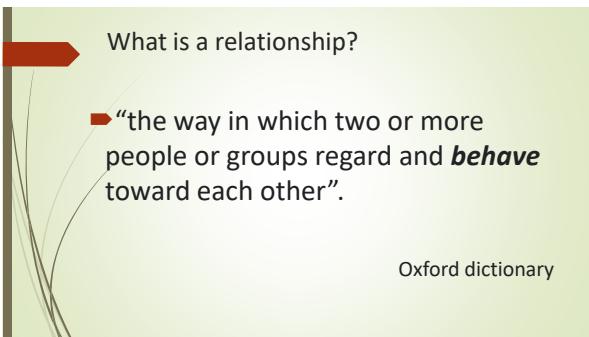 What is a relationship?
“the way in which two or more
people or groups regard and behave
toward each other”.
Oxford dictionary